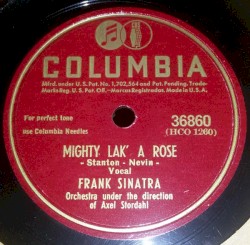 COLUMBIA
Mfrd. under U.S. Pat. No. 1,702,564 and Pat. Pending. Trade-
Marks Reg. U.S. Pat. Off.-Marcas Registradas. Made in U.S.A.
For perfect tone
use Columbia Needles
36860
(HCO 1260)
MIGHTY LAK' A ROSE
- Stanton - Nevin -
Vocal
FRANK SINATRA
Orchestra under the direction
of Axel Stordahl